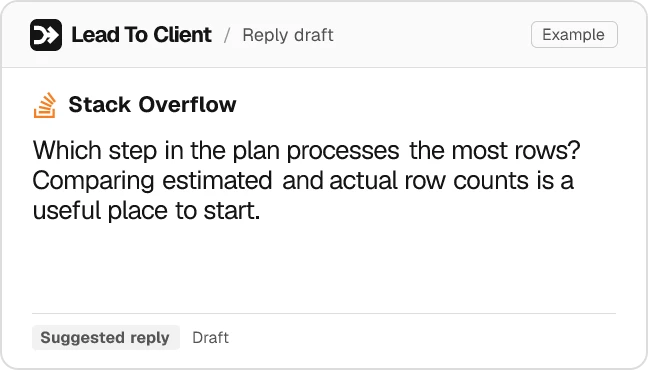 Lead To Client / Reply draft Example
Stack Overflow
Which step in the plan processes the most rows?
Comparing estimated and actual row counts is a
useful place to start.
Suggested reply Draft